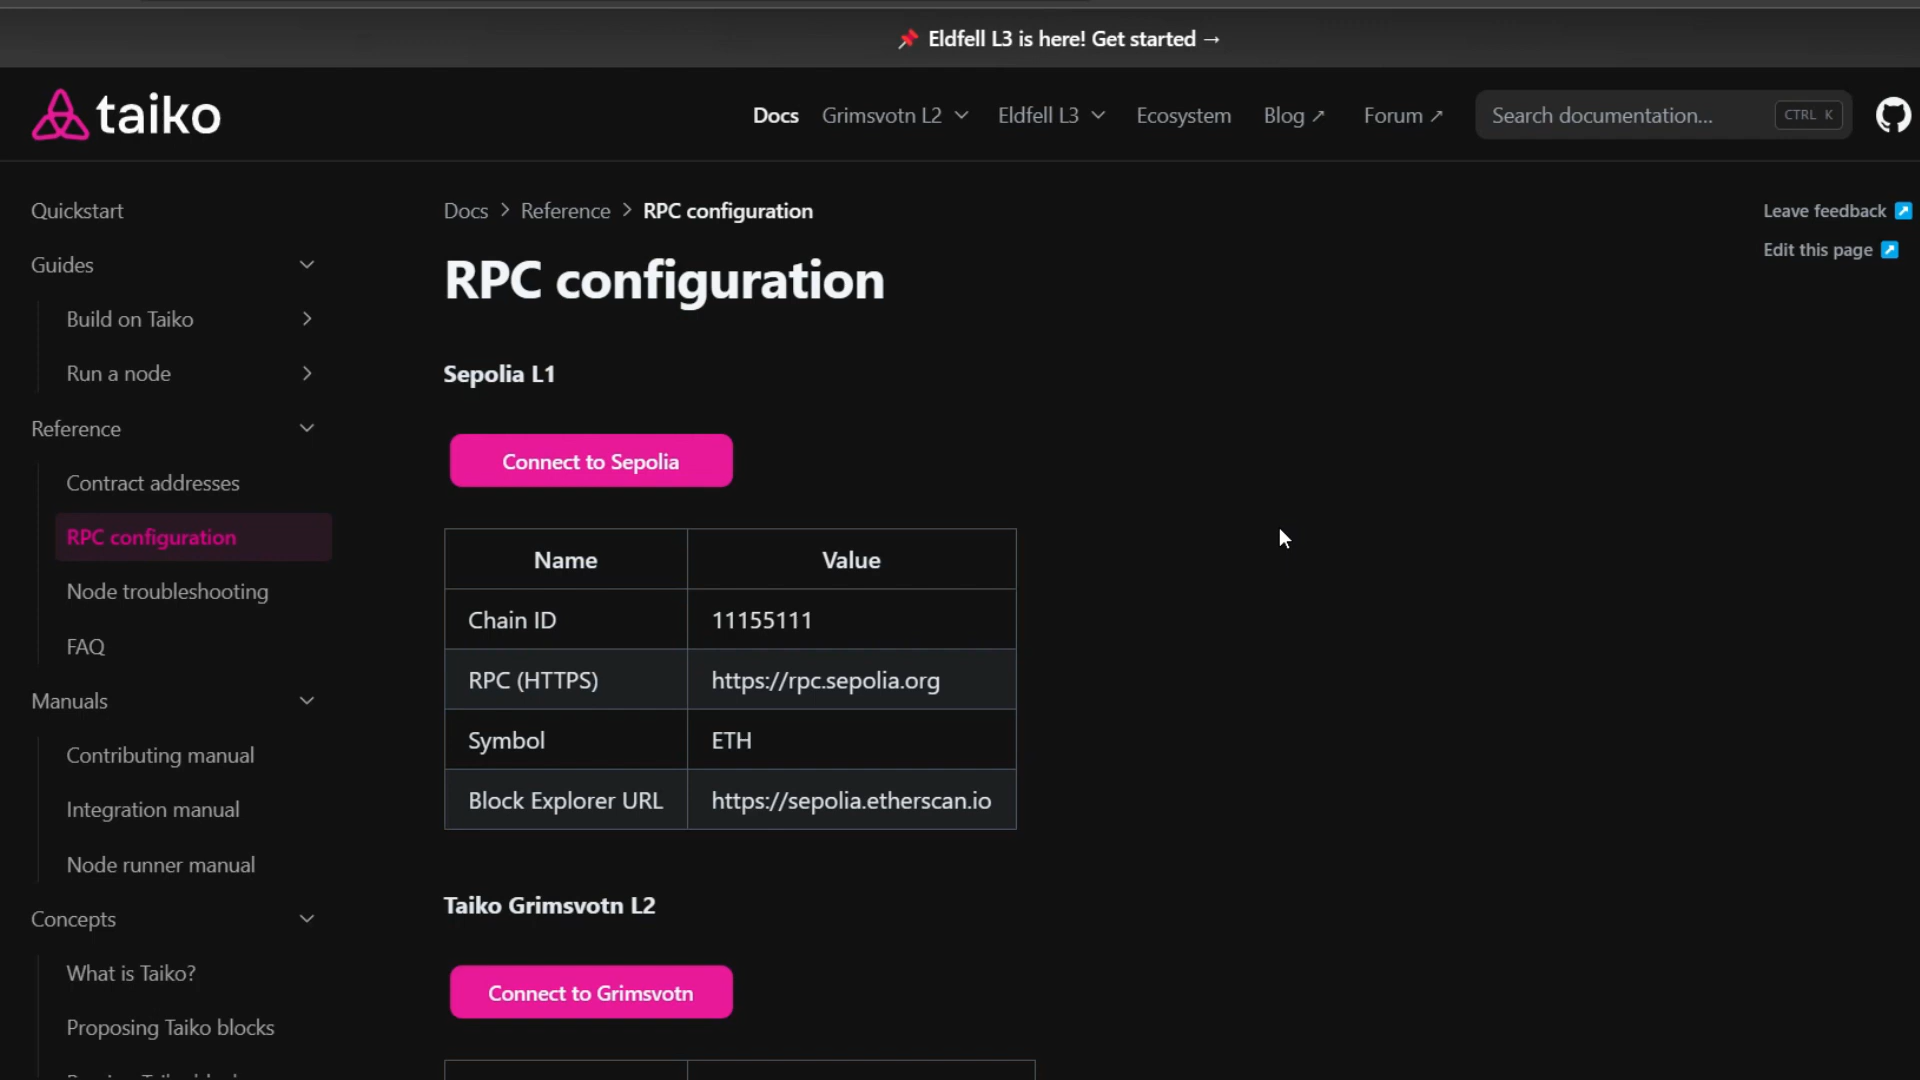 📌 Eldfell L3 is here! Get started →
taiko
Docs Grimsvotn L2 Eldfell L3 Ecosystem Blog ↗ Forum ↗ Search documentation... CTRL K
Quickstart
Guides
Build on Taiko
Run a node
Reference
Contract addresses
RPC configuration
Node troubleshooting
FAQ
Manuals
Contributing manual
Integration manual
Node runner manual
Concepts
What is Taiko?
Proposing Taiko blocks
Docs > Reference > RPC configuration
RPC configuration
Sepolia L1
Connect to Sepolia
Name Value
Chain ID 11155111
RPC (HTTPS) https://rpc.sepolia.org
Symbol ETH
Block Explorer URL https://sepolia.etherscan.io
Taiko Grimsvotn L2
Connect to Grimsvotn
Leave feedback ↗
Edit this page ↗